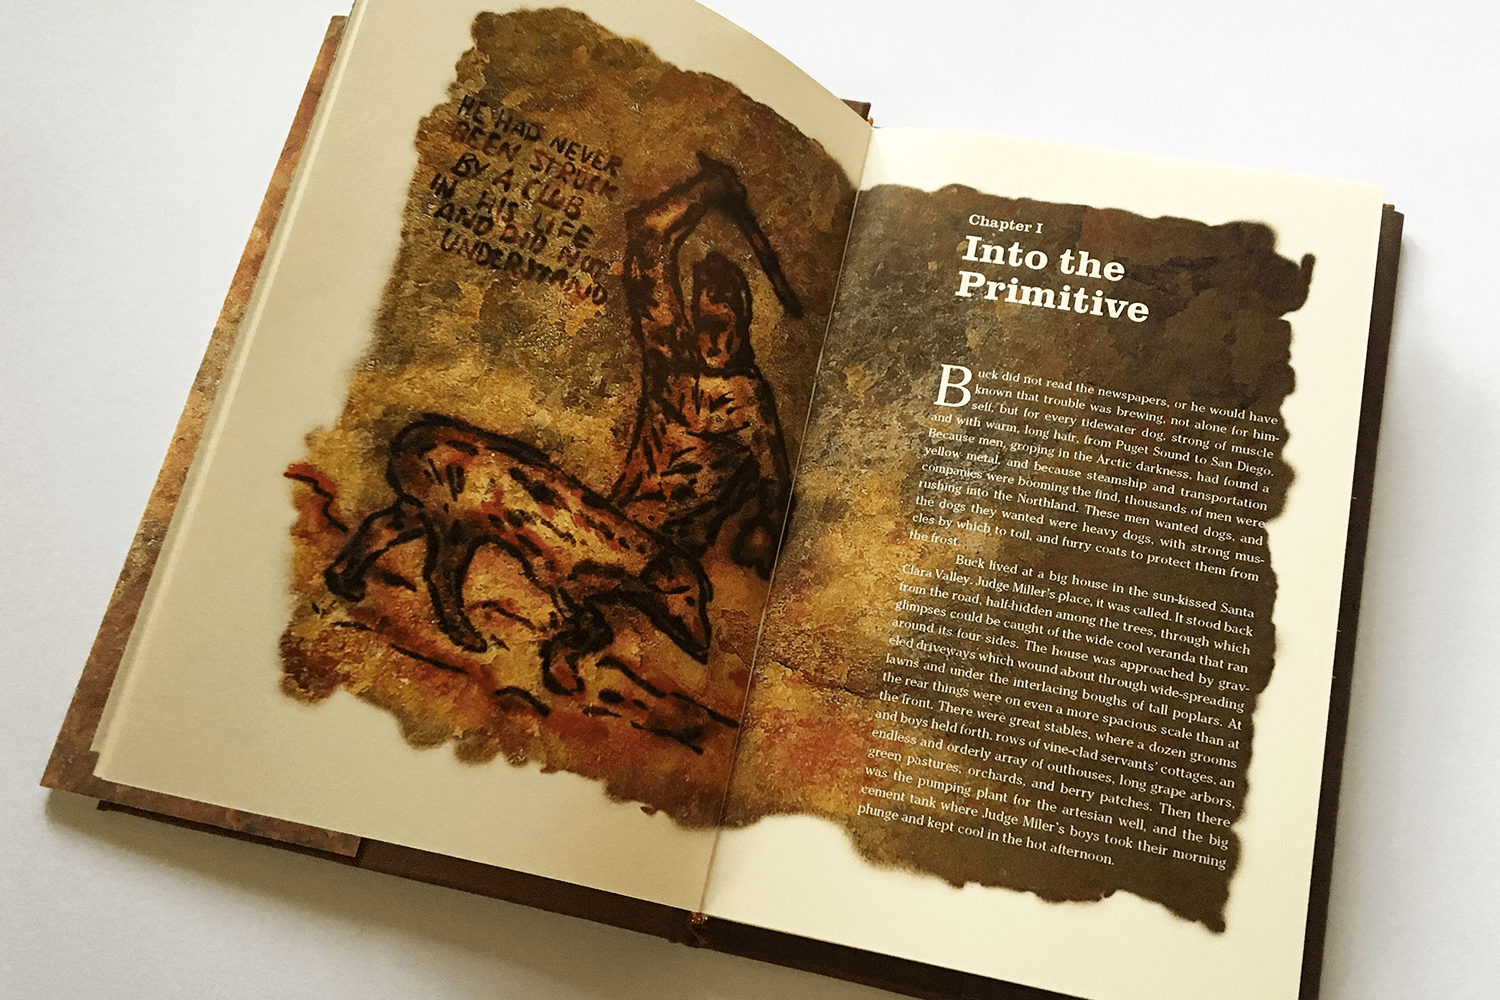 HE HAD NEVER
BEEN STRUCK
BY A CLUB
IN HIS LIFE
AND DID NOT
UNDERSTAND
Chapter I
Into the
Primitive
Buck did not read the newspapers, or he would have
known that trouble was brewing, not alone for him-
self, but for every tidewater dog, strong of muscle
and with warm, long hair, from Puget Sound to San Diego.
Because men, groping in the Arctic darkness, had found a
yellow metal, and because steamship and transportation
companies were booming the find, thousands of men were
rushing into the Northland. These men wanted dogs, and
the dogs they wanted were heavy dogs, with strong mus-
cles by which to toil, and furry coats to protect them from
the frost.
Buck lived at a big house in the sun-kissed Santa
Clara Valley. Judge Miller's place, it was called. It stood back
from the road, half-hidden among the trees, through which
glimpses could be caught of the wide cool veranda that ran
around its four sides. The house was approached by grav-
eled driveways which wound about through wide-spreading
lawns and under the interlacing boughs of tall poplars. At
the rear things were on even a more spacious scale than at
the front. There were great stables, where a dozen grooms
and boys held forth, rows of vine-clad servants' cottages, an
endless and orderly array of outhouses, long grape arbors,
green pastures, orchards, and berry patches. Then there
was the pumping plant for the artesian well, and the big
cement tank where Judge Miler's boys took their morning
plunge and kept cool in the hot afternoon.